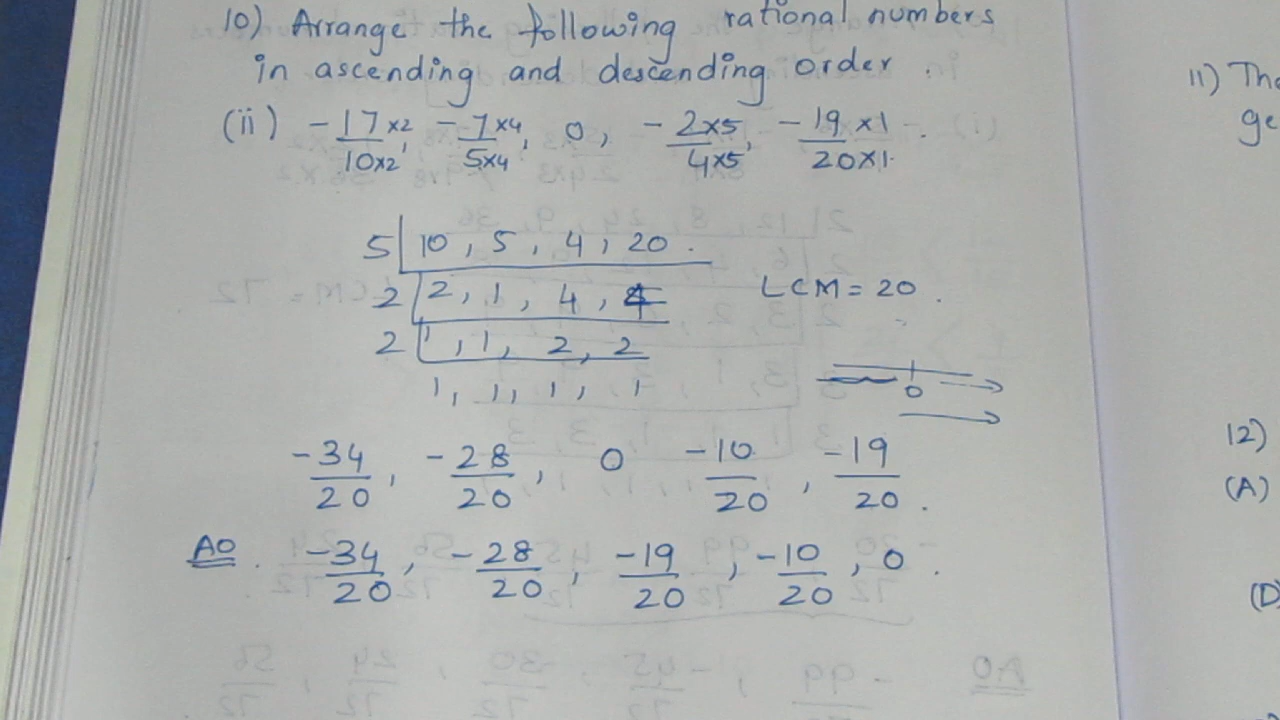 10) Arrange the following rational numbers
in ascending and descending order .
(ii) -17×2/10×2, -7×4/5×4, 0, -2×5/4×5, -19×1/20×1.
5 | 10, 5, 4, 20.
2 | 2, 1, 4, 4
LCM = 20.
2 | 1, 1, 2, 2
1, 1, 1, 1
0
-34/20, -28/20, 0 -10/20, -19/20.
AO. -34/20, -28/20, -19/20, -10/20, 0.
11) The
ge
12)
(A)
(D